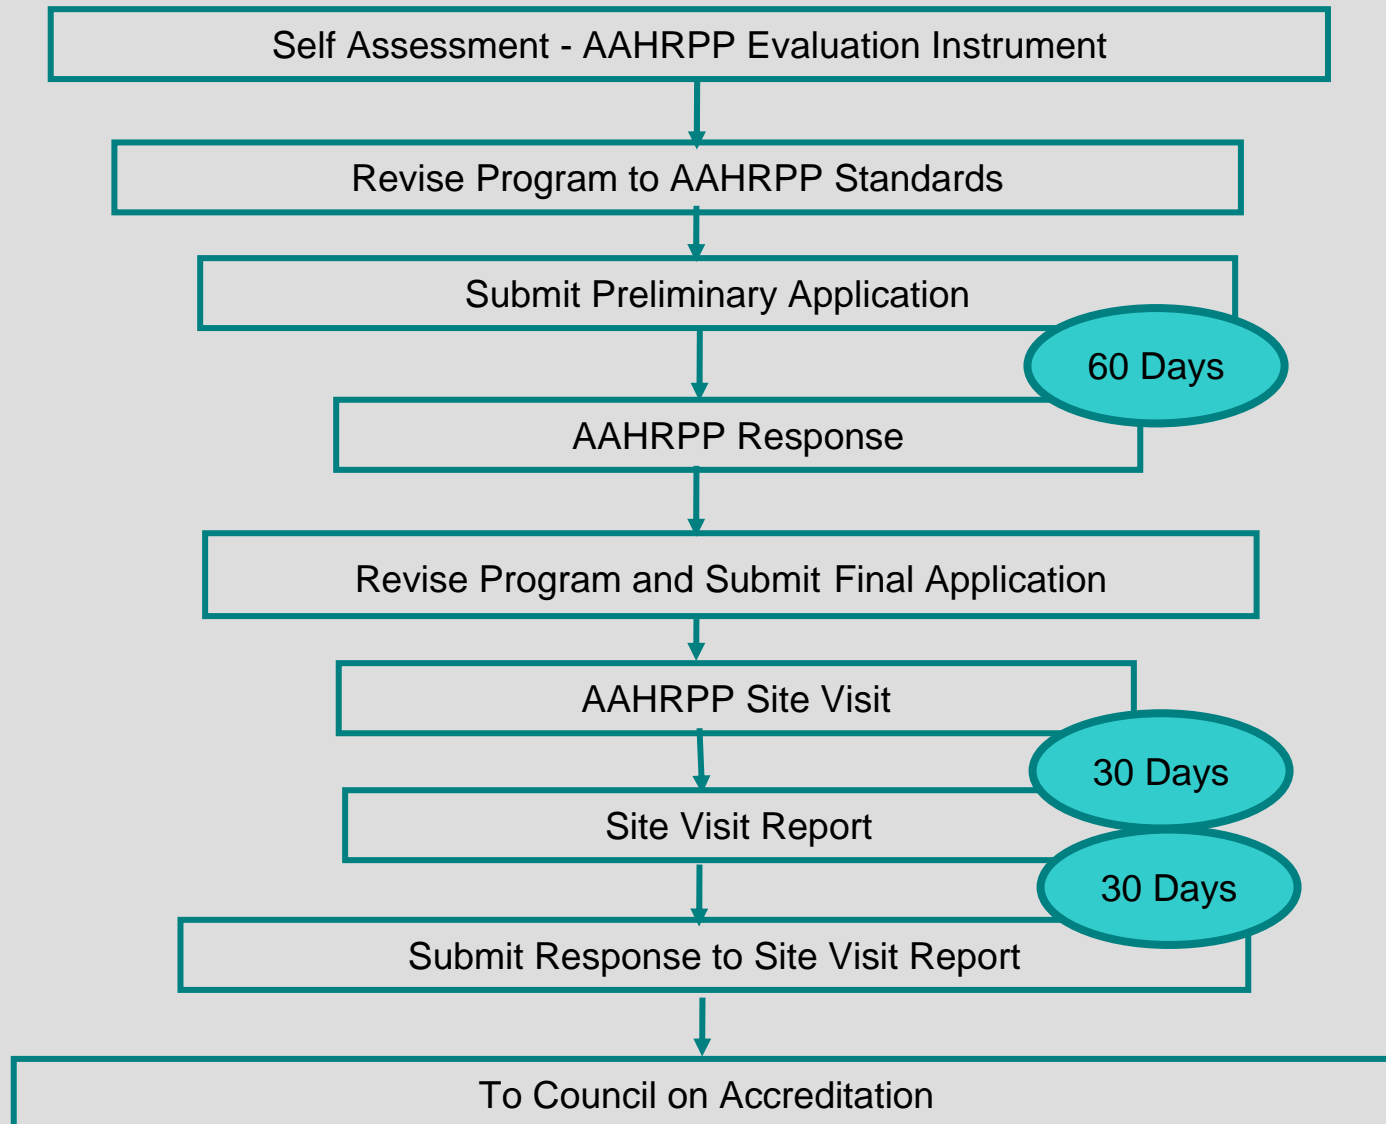 Self Assessment - AAHRPP Evaluation Instrument
Revise Program to AAHRPP Standards
Submit Preliminary Application
60 Days
AAHRPP Response
Revise Program and Submit Final Application
AAHRPP Site Visit
30 Days
Site Visit Report
30 Days
Submit Response to Site Visit Report
To Council on Accreditation